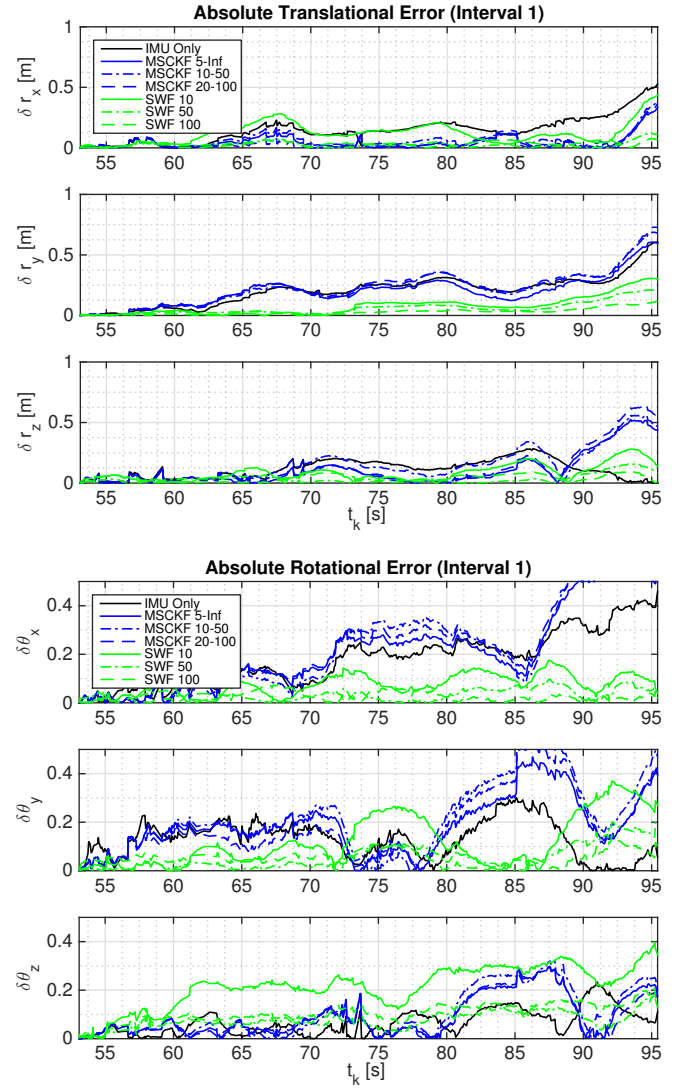 Absolute Translational Error (Interval 1)
1
0.5
0
δ r_x [m]
IMU Only
MSCKF 5-Inf
MSCKF 10-50
MSCKF 20-100
SWF 10
SWF 50
SWF 100
55 60 65 70 75 80 85 90 95
1
0.5
0
δ r_y [m]
55 60 65 70 75 80 85 90 95
1
0.5
0
δ r_z [m]
55 60 65 70 75 80 85 90 95
t_k [s]
Absolute Rotational Error (Interval 1)
0.4
0.2
0
δθ_x
IMU Only
MSCKF 5-Inf
MSCKF 10-50
MSCKF 20-100
SWF 10
SWF 50
SWF 100
55 60 65 70 75 80 85 90 95
0.4
0.2
0
δθ_y
55 60 65 70 75 80 85 90 95
0.4
0.2
0
δθ_z
55 60 65 70 75 80 85 90 95
t_k [s]